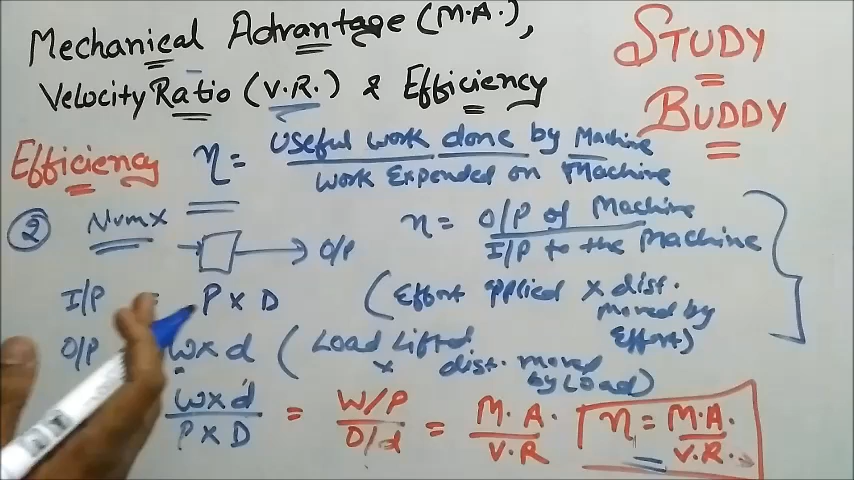 Mechanical Advantage (M.A.),
Velocity Ratio (V.R.) & Efficiency
STUDY
BUDDY
Efficiency
η = Useful work done by Machine / Work Expended on Machine
②
η = O/P of Machine / I/P to the Machine
O/P
I/P = P x D (Effort applied x dist. moved by Effort)
O/P W x d (Load Lifted x dist. moved by Load)
W x d / P x D = W/P / D/d = M.A. / V.R
η = M.A. / V.R.